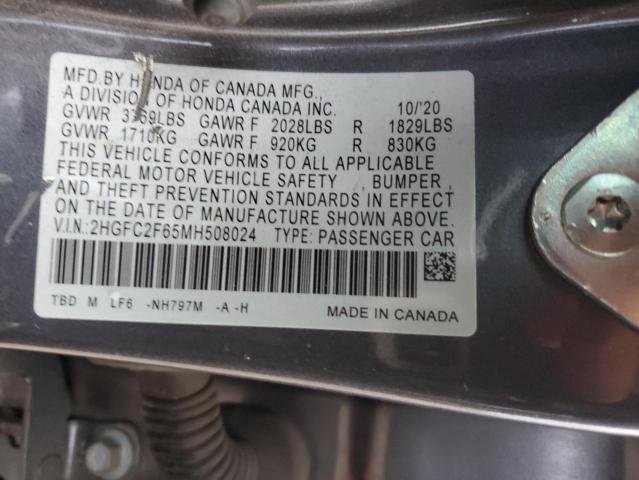 MFD.BY HONDA OF CANADA MFG.,
A DIVISION OF HONDA CANADA INC. 10/'20
GVWR 3759LBS GAWR F 2028LBS R 1829LBS
GVWR 1710KG GAWR F 920KG R 830KG
THIS VEHICLE CONFORMS TO ALL APPLICABLE
FEDERAL MOTOR VEHICLE SAFETY , BUMPER ,
AND THEFT PREVENTION STANDARDS IN EFFECT
ON THE DATE OF MANUFACTURE SHOWN ABOVE.
V.I.N.:2HGFC2F65MH508024 TYPE: PASSENGER CAR
TBD M LF6 -NH797M -A -H MADE IN CANADA